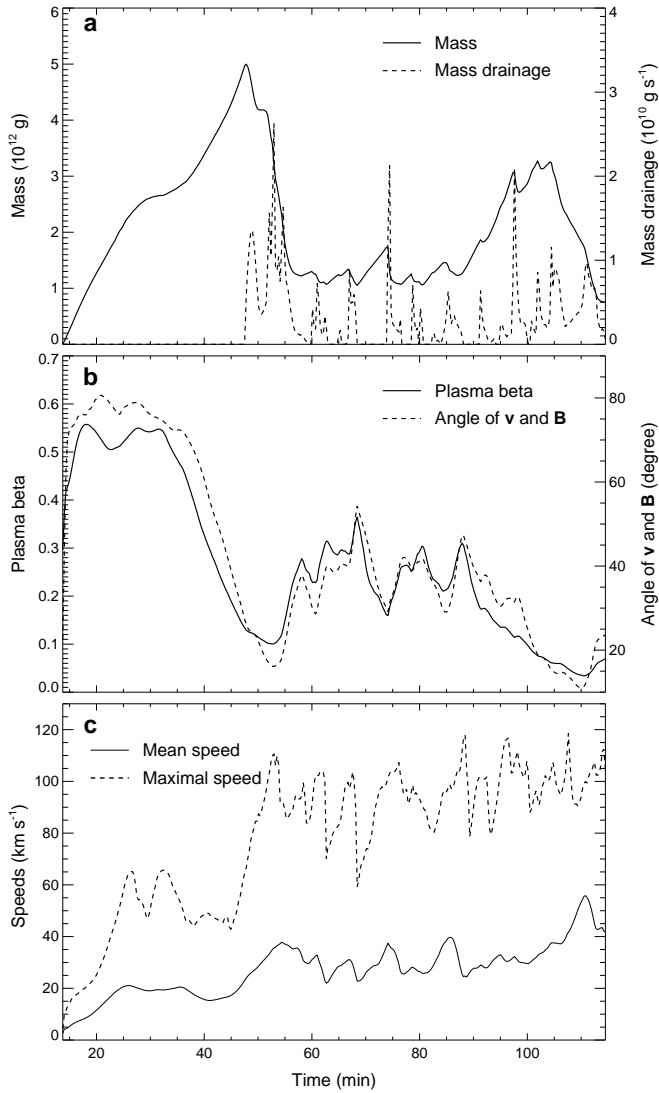 a
Mass
Mass drainage
6
5
4
3
2
1
0
Mass (10¹² g)
4
3
2
1
0
Mass drainage (10¹⁰ g s⁻¹)
b
Plasma beta
Angle of v and B
0.7
0.6
0.5
0.4
0.3
0.2
0.1
0.0
Plasma beta
80
60
40
20
Angle of v and B (degree)
c
Mean speed
Maximal speed
120
100
80
60
40
20
0
Speeds (km s⁻¹)
20 40 60 80 100
Time (min)